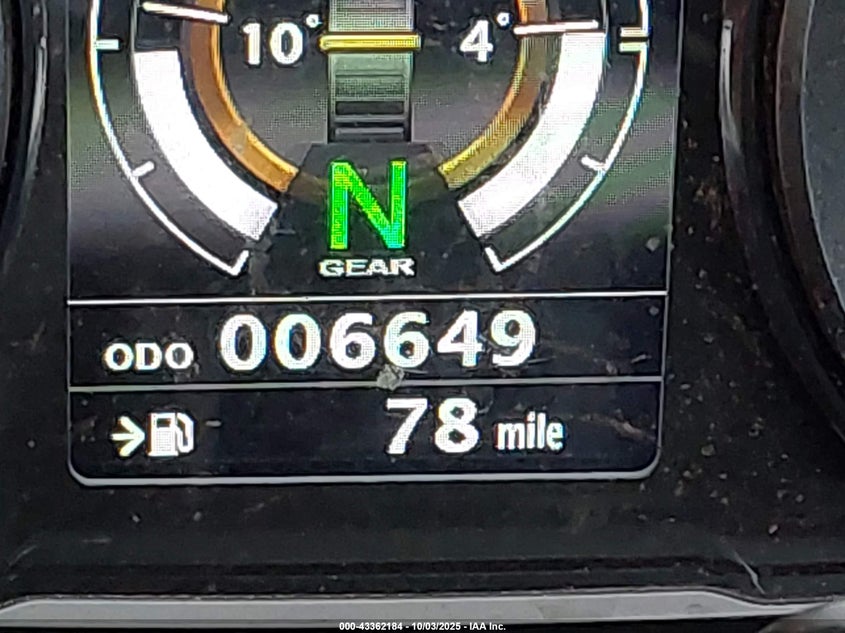 10° 4°
N
GEAR
ODO 006649
78 mile
000-43362184 - 10/03/2025 - IAA Inc.